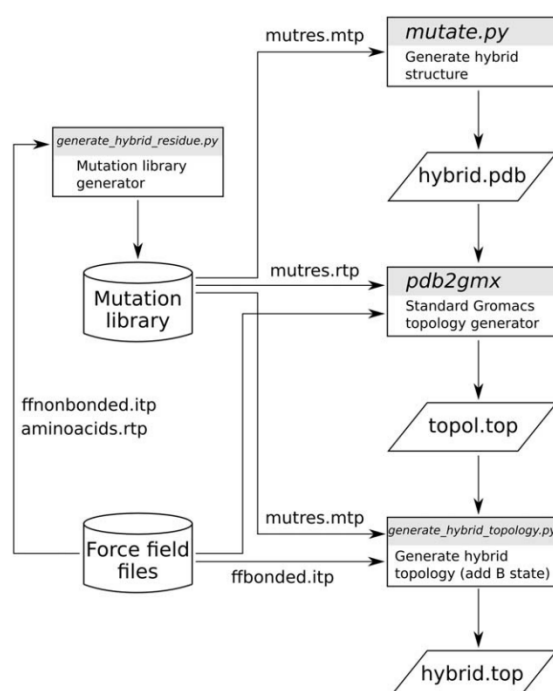 mutres.mtp
mutate.py
Generate hybrid
structure
generate_hybrid_residue.py
Mutation library
generator
hybrid.pdb
mutres.rtp
Mutation
library
pdb2gmx
Standard Gromacs
topology generator
ffnonbonded.itp
aminoacids.rtp
topol.top
mutres.mtp
generate_hybrid_topology.py
Force field
files
Generate hybrid
topology (add B state)
ffbonded.itp
hybrid.top